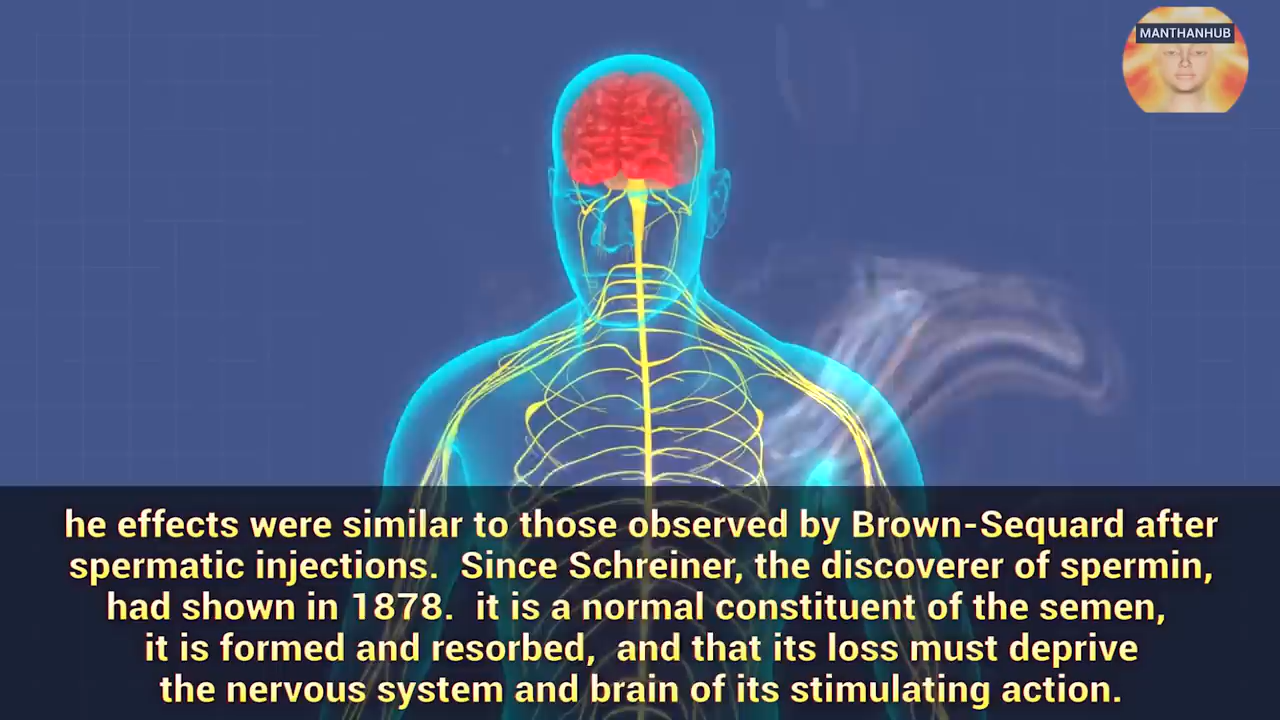 MANTHANHUB
he effects were similar to those observed by Brown-Sequard after
spermatic injections.  Since Schreiner, the discoverer of spermin,
had shown in 1878.  it is a normal constituent of the semen,
it is formed and resorbed,  and that its loss must deprive
the nervous system and brain of its stimulating action.